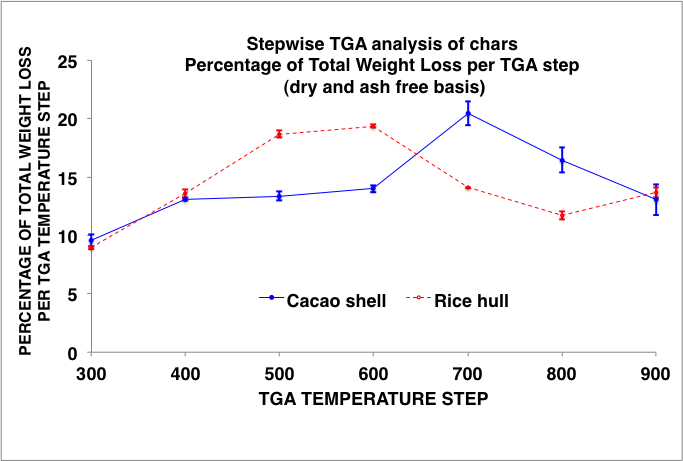 Stepwise TGA analysis of chars
Percentage of Total Weight Loss per TGA step
(dry and ash free basis)
PERCENTAGE OF TOTAL WEIGHT LOSS
PER TGA TEMPERATURE STEP
25
20
15
10
5
0
Cacao shell
Rice hull
300 400 500 600 700 800 900
TGA TEMPERATURE STEP